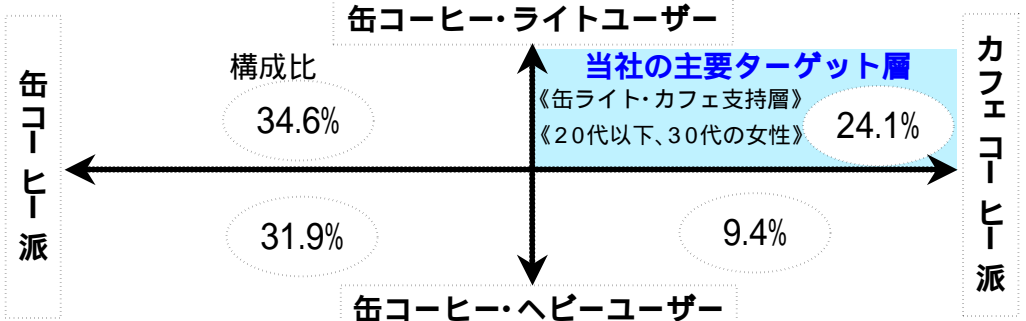 缶コーヒー・ライトユーザー
缶コーヒー派
構成比
34.6%
当社の主要ターゲット層
《缶ライト・カフェ支持層》
《20代以下、30代の女性》
24.1%
カフェコーヒー派
31.9%
9.4%
缶コーヒー・ヘビーユーザー